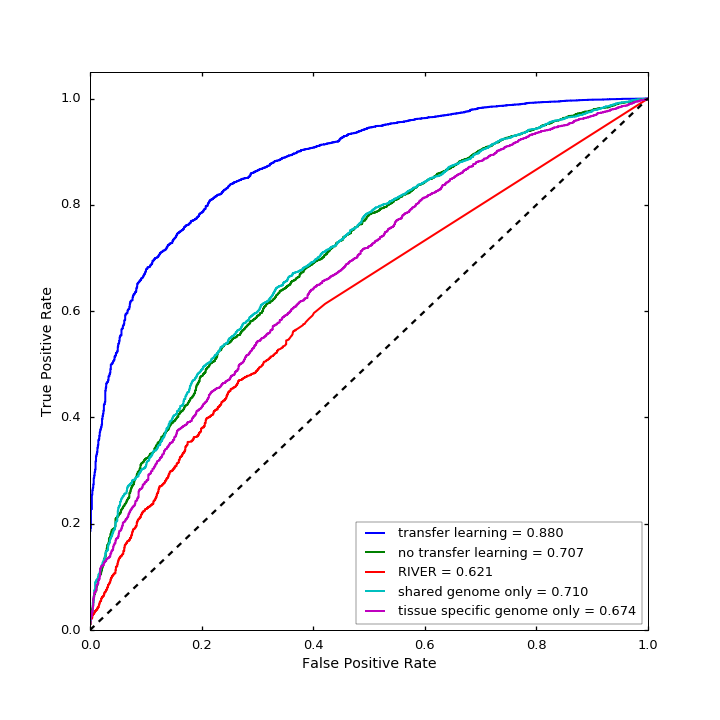 1.0
0.8
0.6
0.4
0.2
0.0
True Positive Rate
transfer learning = 0.880
no transfer learning = 0.707
RIVER = 0.621
shared genome only = 0.710
tissue specific genome only = 0.674
0.0 0.2 0.4 0.6 0.8 1.0
False Positive Rate